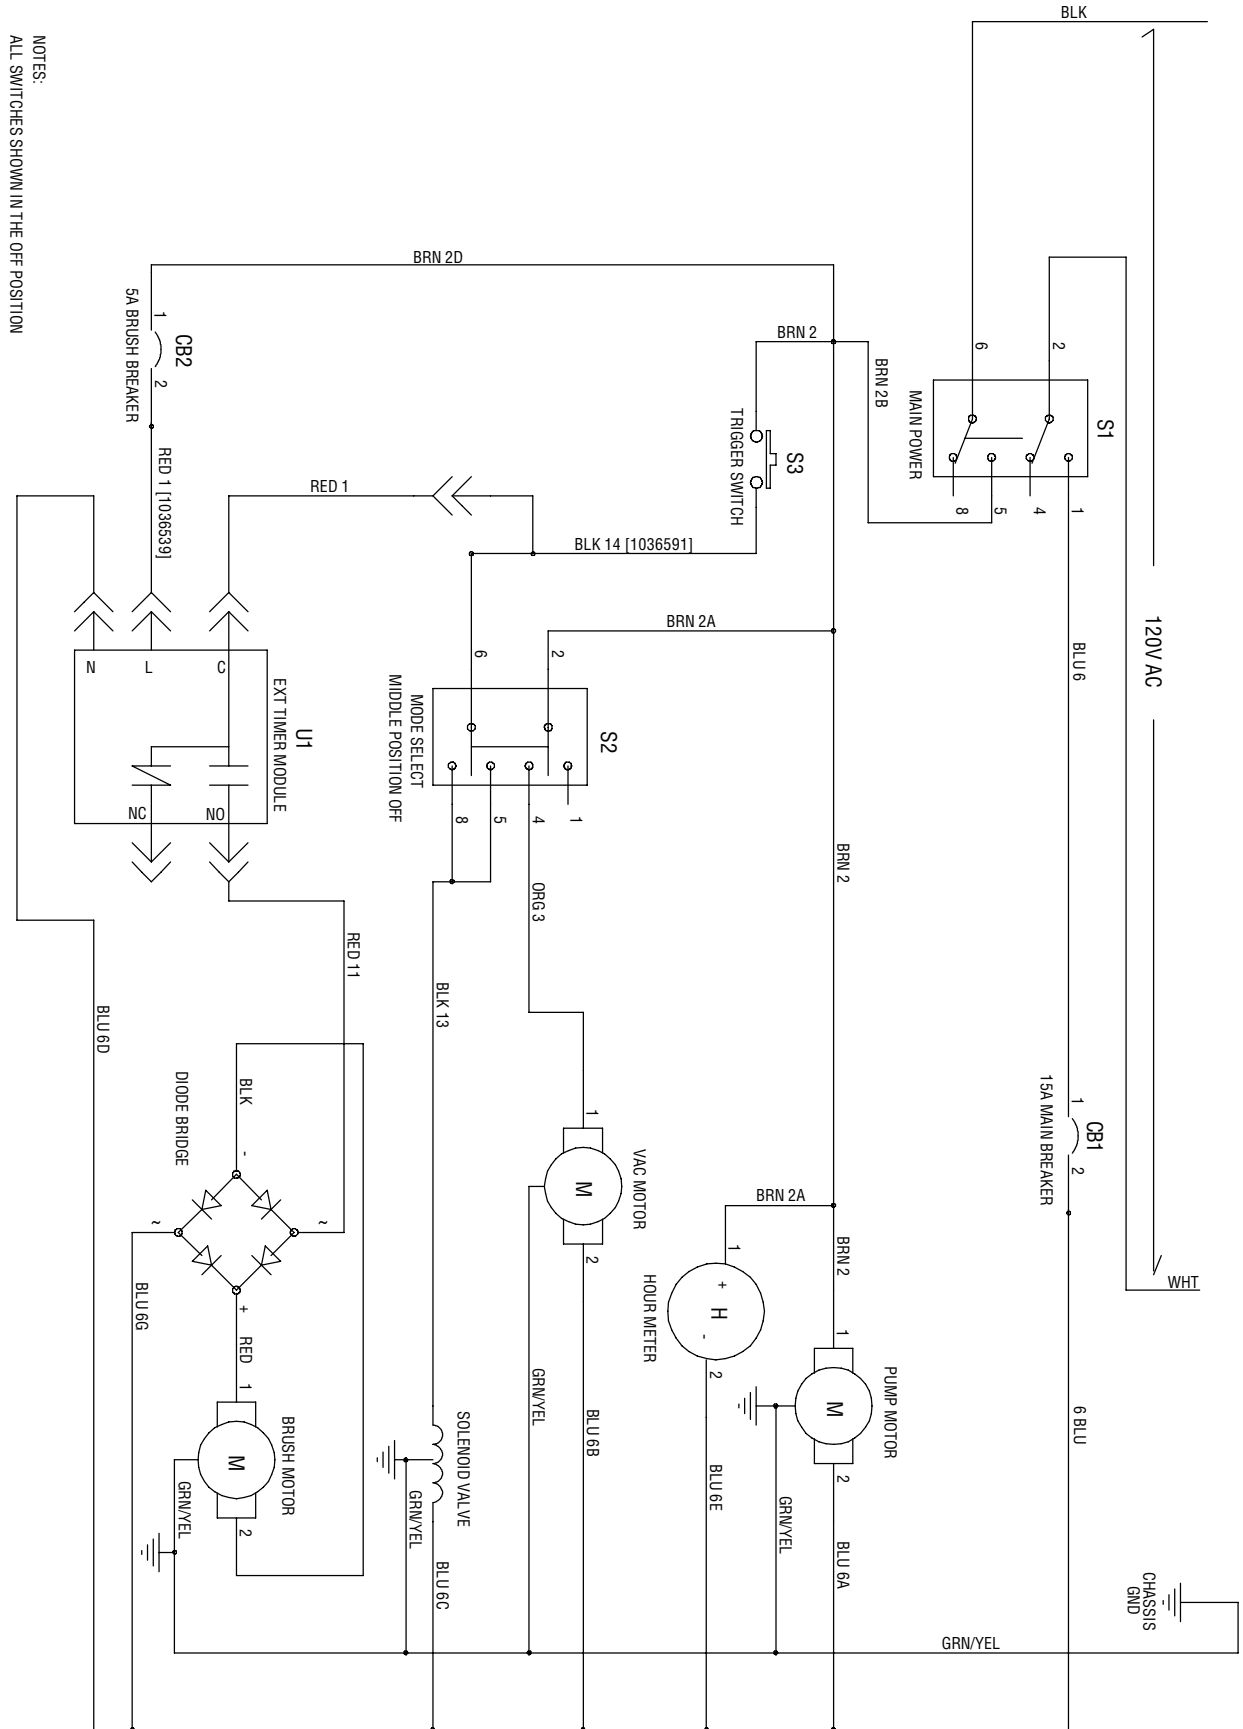 NOTES:
ALL SWITCHES SHOWN IN THE OFF POSITION
BLK
120V AC
WHT
6
2
S1
MAIN POWER
8
5
4
1
BLU 6
1
CB1
2
15A MAIN BREAKER
6 BLU
CHASSIS
GND
GRN/YEL
BRN 2D
BRN 2
BRN 2B
S3
TRIGGER SWITCH
BLK 14 [1036591]
BRN 2A
6
2
S2
MODE SELECT
MIDDLE POSITION OFF
8
5
4
1
ORG 3
BLK 13
BRN 2
BRN 2A
BRN 2
1
CB2
2
5A BRUSH BREAKER
RED 1 [1036539]
RED 1
N
L
C
U1
EXT TIMER MODULE
NC
NO
RED 11
BLU 6D
BLK
-
DIODE BRIDGE
~
~
+
RED
BLU 6G
1
M
2
BRUSH MOTOR
GRN/YEL
SOLENOID VALVE
GRN/YEL
BLU 6C
1
M
2
VAC MOTOR
GRN/YEL
BLU 6B
1
+
H
-
2
HOUR METER
BLU 6E
1
M
2
PUMP MOTOR
GRN/YEL
BLU 6A